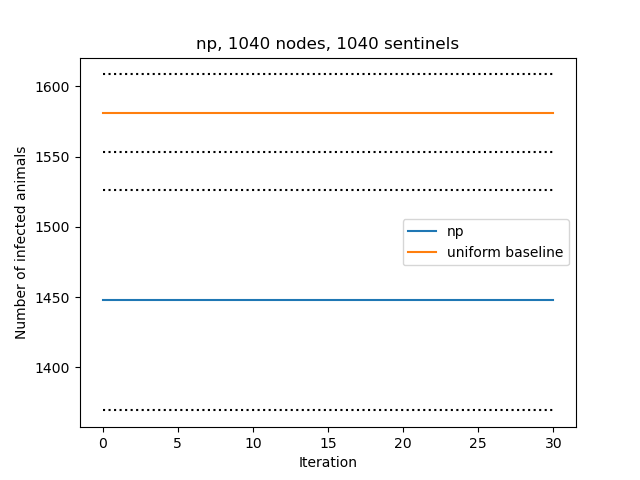 np, 1040 nodes, 1040 sentinels
Number of infected animals
1600
1550
1500
1450
1400
np
uniform baseline
0 5 10 15 20 25 30
Iteration